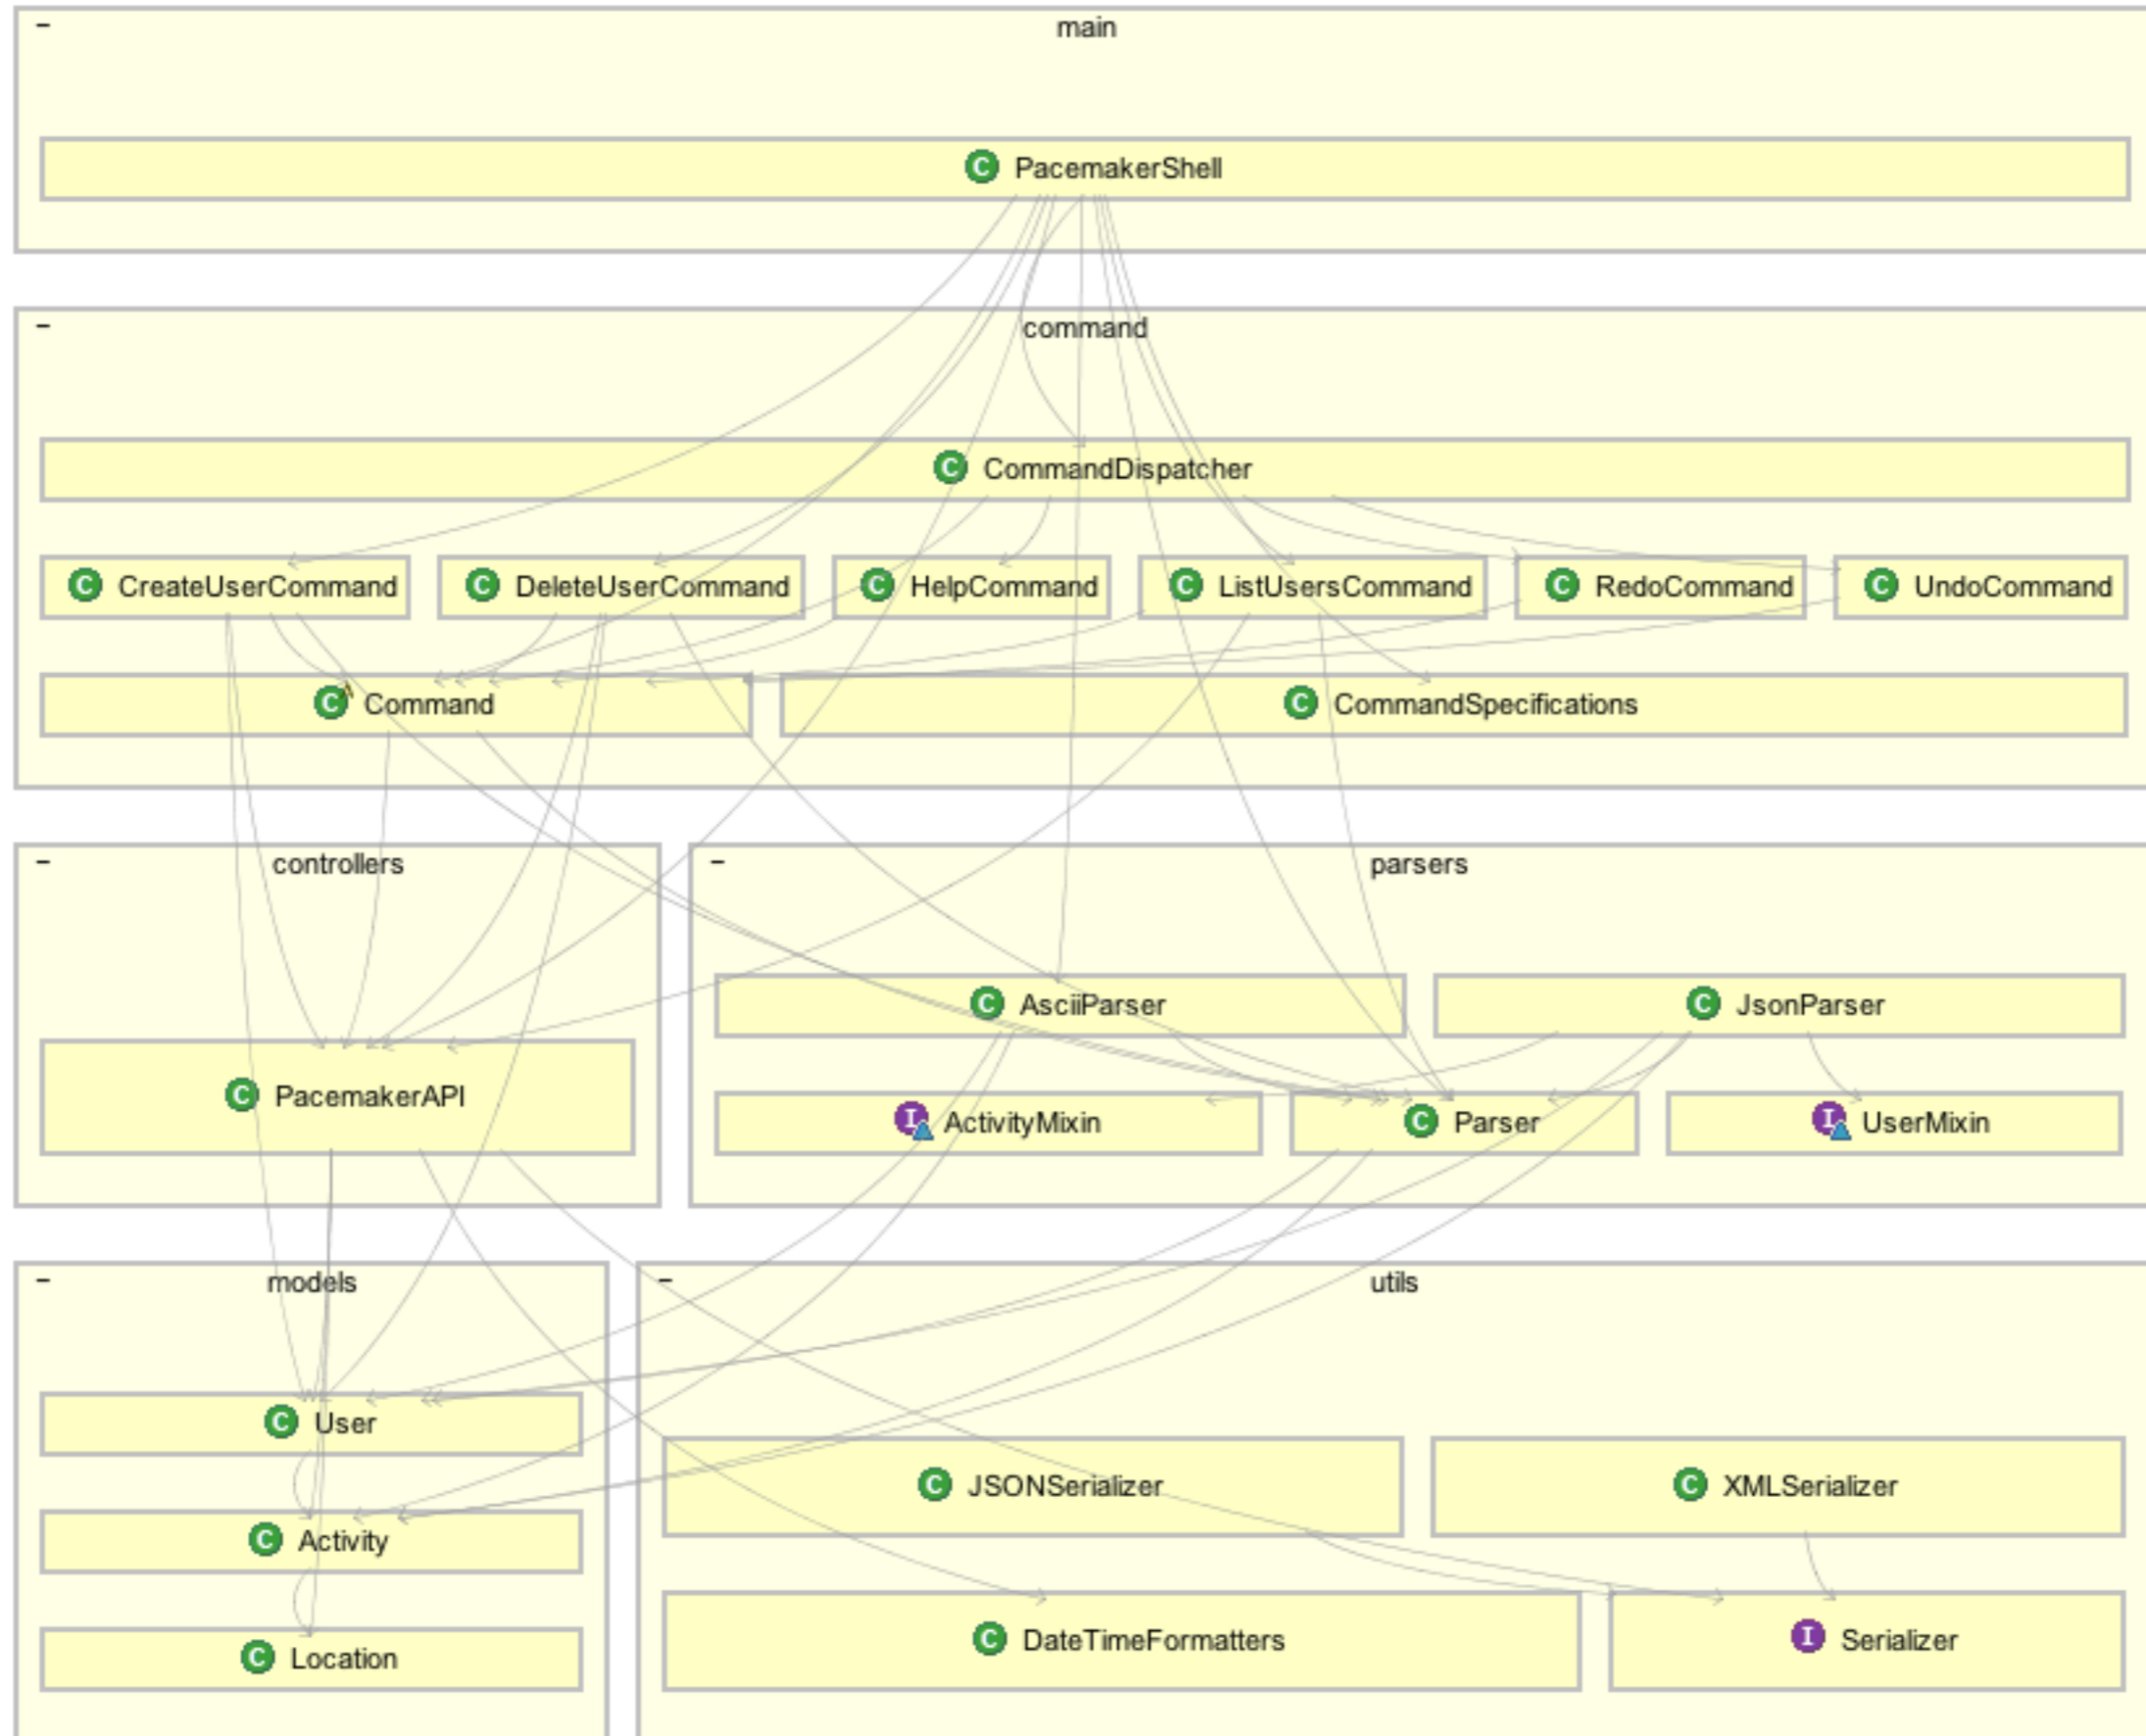 main
C PacemakerShell
command
C CommandDispatcher
C CreateUserCommand
C DeleteUserCommand
C HelpCommand
C ListUsersCommand
C RedoCommand
C UndoCommand
C Command
C CommandSpecifications
controllers
C PacemakerAPI
parsers
C AsciiParser
C JsonParser
I ActivityMixin
C Parser
I UserMixin
models
C User
C Activity
C Location
utils
C JSONSerializer
C XMLSerializer
C DateTimeFormatters
I Serializer